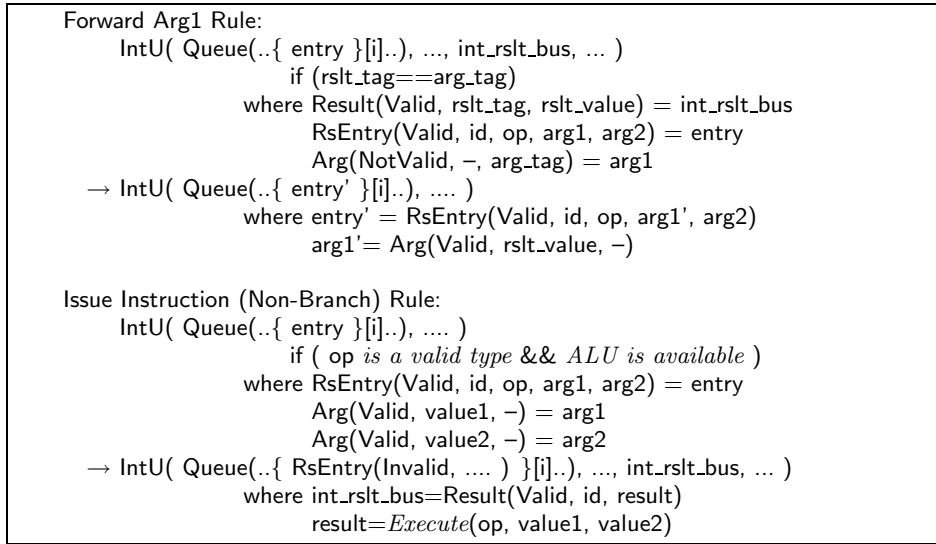 Forward Arg1 Rule:
IntU( Queue(..{ entry }[i]..), ..., int_rslt_bus, ... )
if (rslt_tag==arg_tag)
where Result(Valid, rslt_tag, rslt_value) = int_rslt_bus
RsEntry(Valid, id, op, arg1, arg2) = entry
Arg(NotValid, –, arg_tag) = arg1
→ IntU( Queue(..{ entry' }[i]..), .... )
where entry' = RsEntry(Valid, id, op, arg1', arg2)
arg1'= Arg(Valid, rslt_value, –)
Issue Instruction (Non-Branch) Rule:
IntU( Queue(..{ entry }[i]..), .... )
if ( op is a valid type && ALU is available )
where RsEntry(Valid, id, op, arg1, arg2) = entry
Arg(Valid, value1, –) = arg1
Arg(Valid, value2, –) = arg2
→ IntU( Queue(..{ RsEntry(Invalid, .... ) }[i]..), ..., int_rslt_bus, ... )
where int_rslt_bus=Result(Valid, id, result)
result=Execute(op, value1, value2)